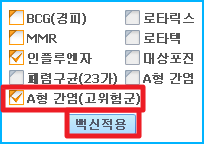 BCG(경피) 로타릭스
MMR 로타텍
인플루엔자 대상포진
폐렴구균(23가) A형 간염
A형 간염(고위험군)
백신적용